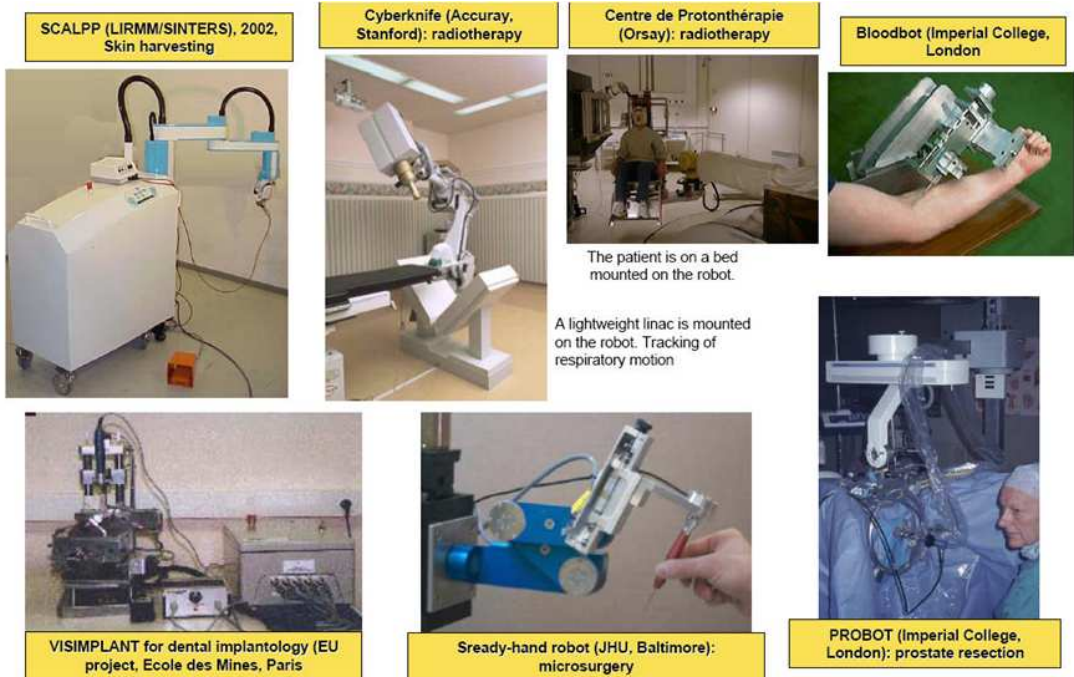 SCALPP (LIRMM/SINTERS), 2002,
Skin harvesting
Cyberknife (Accuray,
Stanford): radiotherapy
Centre de Protonthérapie
(Orsay): radiotherapy
Bloodbot (Imperial College,
London
The patient is on a bed
mounted on the robot.
A lightweight linac is mounted
on the robot. Tracking of
respiratory motion
VISIMPLANT for dental implantology (EU
project, Ecole des Mines, Paris
Sready-hand robot (JHU, Baltimore):
microsurgery
PROBOT (Imperial College,
London): prostate resection